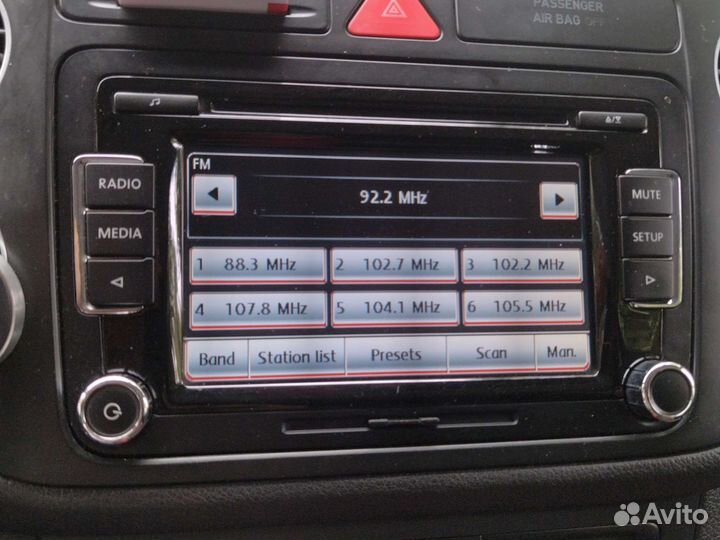 PASSENGER
AIR BAG OFF
RADIO
MEDIA
MUTE
SETUP
FM
92.2 MHz
1 88.3 MHz 2 102.7 MHz 3 102.2 MHz
4 107.8 MHz 5 104.1 MHz 6 105.5 MHz
Band Station list Presets Scan Man.
Avito